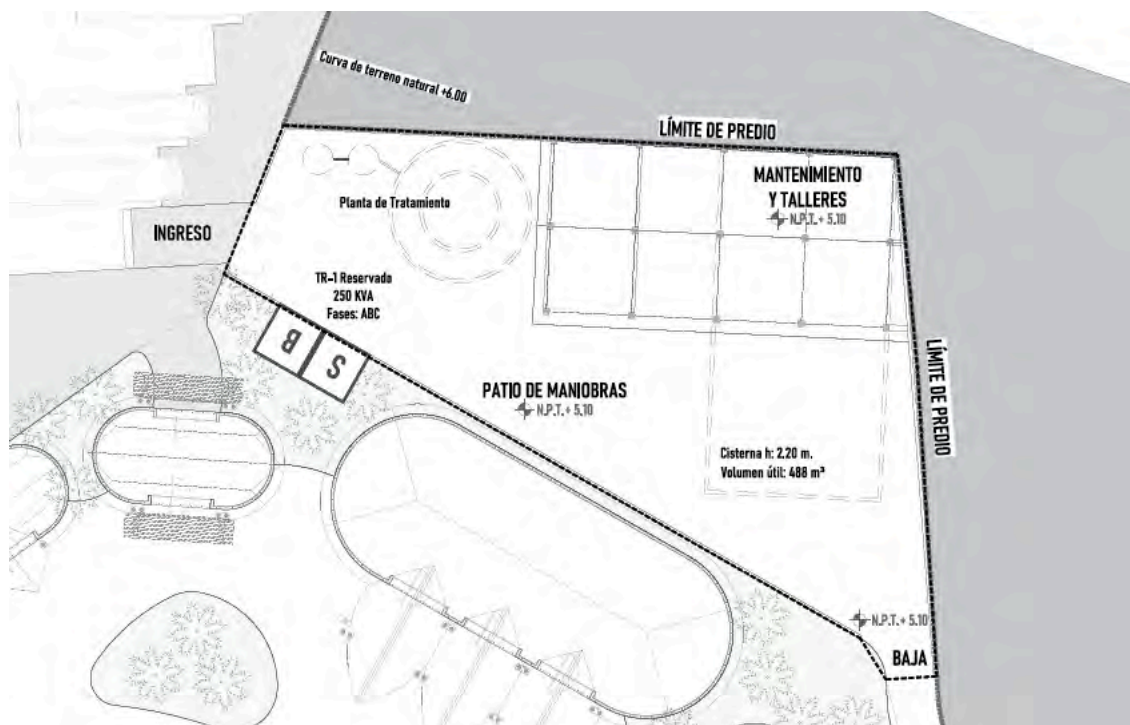 Curva de terreno natural +6.00
LÍMITE DE PREDIO
MANTENIMIENTO
Y TALLERES
N.P.T.+ 5.10
Planta de Tratamiento
INGRESO
TR-1 Reservado
250 KVA
Fases: ABC
B
S
PATIO DE MANIOBRAS
N.P.T.+ 5.10
LÍMITE DE PREDIO
Cisterna h: 2,20 m.
Volumen útil: 488 m³
N.P.T.+ 5.10
BAJA